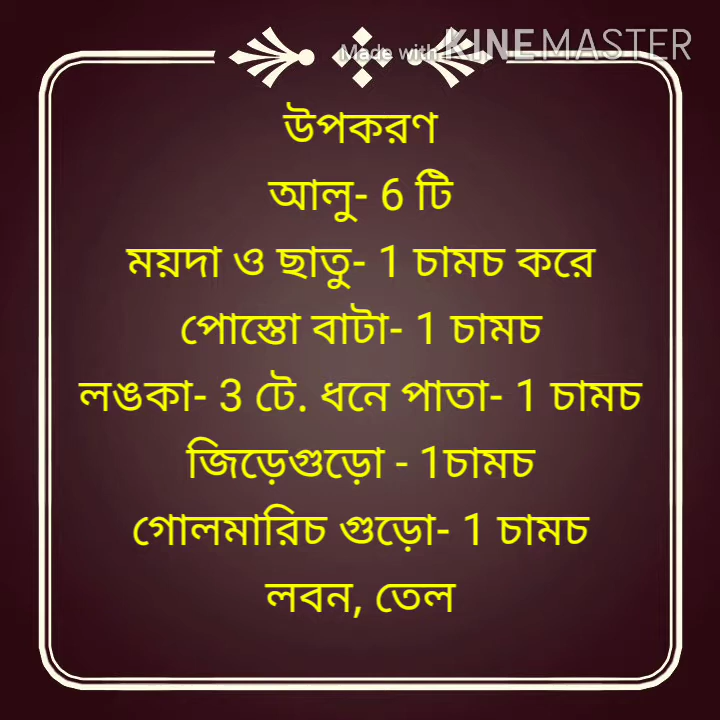 Made with KINEMASTER
উপকরণ
আলু- 6 টি
ময়দা ও ছাতু- 1 চামচ করে
পোস্তো বাটা- 1 চামচ
লঙকা- 3 টে. ধনে পাতা- 1 চামচ
জিড়েগুড়ো - 1চামচ
গোলমারিচ গুড়ো- 1 চামচ
লবন, তেল